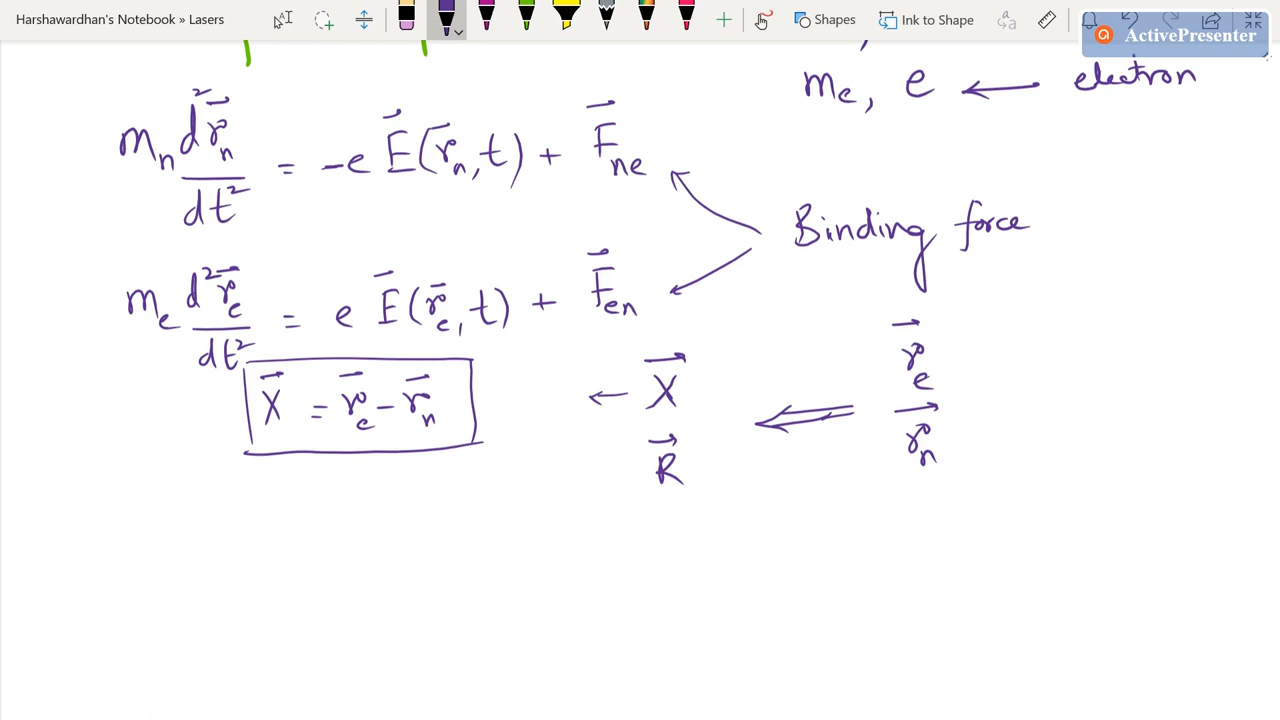 Harshawardhan's Notebook » Lasers
Shapes
Ink to Shape
ActivePresenter
mₑ, e ← electron
mₙ d²r⃗ₙ/dt² = -e E⃗(r⃗ₙ, t) + F⃗ₙₑ
Binding force
mₑ d²r⃗ₑ/dt² = e E⃗(r⃗ₑ, t) + F⃗ₑₙ
X⃗ = r⃗ₑ - r⃗ₙ
← X⃗
R⃗
⇐
r⃗ₑ
r⃗ₙ